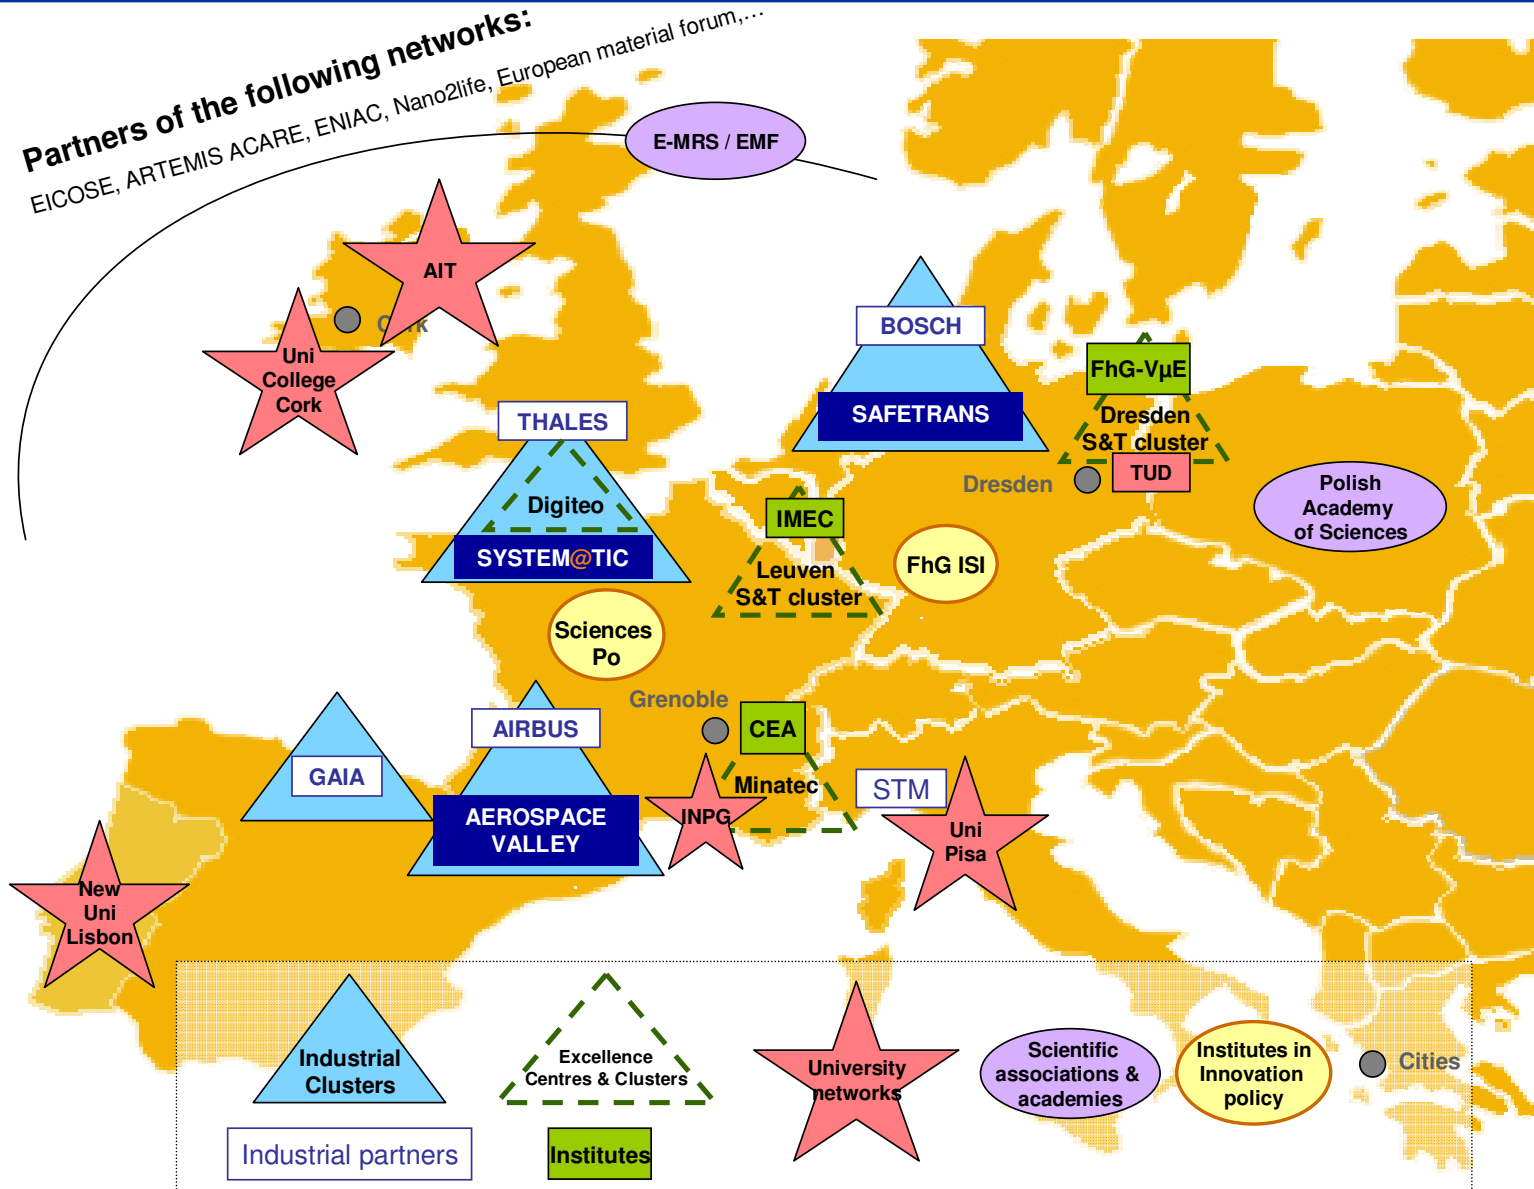 Partners of the following networks:
EICOSE, ARTEMIS ACARE, ENIAC, Nano2life, European material forum,...
E-MRS / EMF
AIT
Cork
Uni
College
Cork
BOSCH
SAFETRANS
FhG-VµE
Dresden
S&T cluster
TUD
Dresden
Polish
Academy
of Sciences
THALES
Digiteo
SYSTEM@TIC
IMEC
Leuven
S&T cluster
FhG ISI
Sciences
Po
Grenoble
CEA
Minatec
INPG
AIRBUS
AEROSPACE
VALLEY
GAIA
STM
Uni
Pisa
New
Uni
Lisbon
Industrial
Clusters
Excellence
Centres & Clusters
University
networks
Scientific
associations &
academies
Institutes in
Innovation
policy
Cities
Industrial partners
Institutes